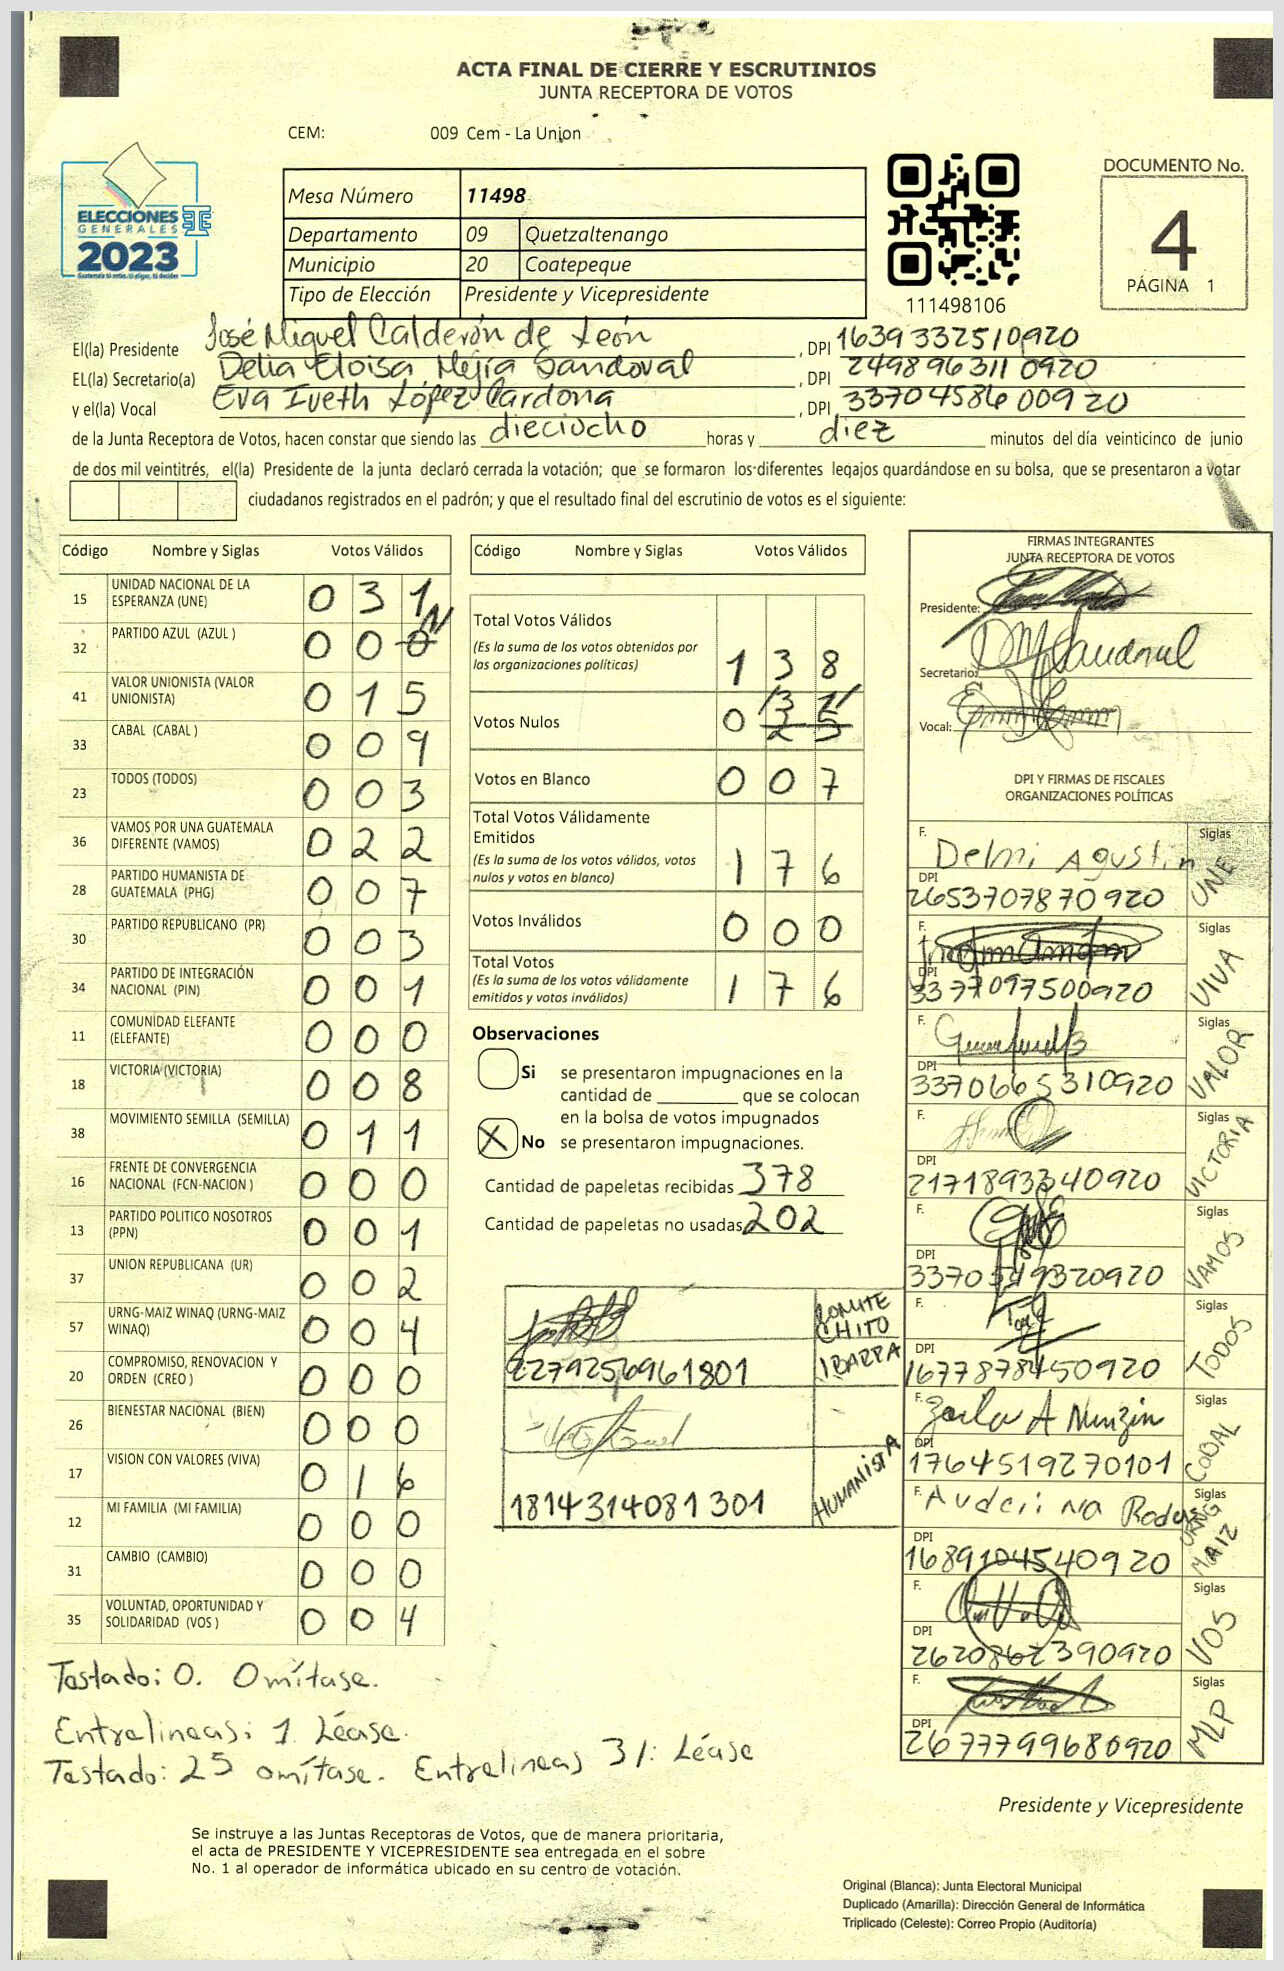 ACTA FINAL DE CIERRE Y ESCRUTINIOS
JUNTA RECEPTORA DE VOTOS
CEM: 009 Cem - La Union
ELECCIONES
GENERALES
2023
Mesa Número 11498
Departamento 09 Quetzaltenango
Municipio 20 Coatepeque
Tipo de Elección Presidente y Vicepresidente
111498106
DOCUMENTO No.
4
PÁGINA 1
El(la) Presidente José Miguel Calderón de León, DPI 1639332510920
EL(la) Secretario(a) Delia Eloisa Mejía Sandoval, DPI 2498963110920
y el(la) Vocal Eva Iveth López Cardona, DPI 3370458600920
de la Junta Receptora de Votos, hacen constar que siendo las dieciocho horas y diez minutos del día veinticinco de junio
de dos mil veintitrés, el(la) Presidente de la junta declaró cerrada la votación; que se formaron los diferentes legajos guardándose en su bolsa, que se presentaron a votar
ciudadanos registrados en el padrón; y que el resultado final del escrutinio de votos es el siguiente:
Código Nombre y Siglas Votos Válidos
15 UNIDAD NACIONAL DE LA ESPERANZA (UNE) 0 3 1
32 PARTIDO AZUL (AZUL ) 0 0 0 1
41 VALOR UNIONISTA (VALOR UNIONISTA) 0 1 5
33 CABAL (CABAL ) 0 0 9
23 TODOS (TODOS) 0 0 3
36 VAMOS POR UNA GUATEMALA DIFERENTE (VAMOS) 0 2 2
28 PARTIDO HUMANISTA DE GUATEMALA (PHG) 0 0 7
30 PARTIDO REPUBLICANO (PR) 0 0 3
34 PARTIDO DE INTEGRACIÓN NACIONAL (PIN) 0 0 1
11 COMUNIDAD ELEFANTE (ELEFANTE) 0 0 0
18 VICTORIA (VICTORIA) 0 0 8
38 MOVIMIENTO SEMILLA (SEMILLA) 0 1 1
16 FRENTE DE CONVERGENCIA NACIONAL (FCN-NACION ) 0 0 0
13 PARTIDO POLITICO NOSOTROS (PPN) 0 0 1
37 UNION REPUBLICANA (UR) 0 0 2
57 URNG-MAIZ WINAQ (URNG-MAIZ WINAQ) 0 0 4
20 COMPROMISO, RENOVACION Y ORDEN (CREO ) 0 0 0
26 BIENESTAR NACIONAL (BIEN) 0 0 0
17 VISION CON VALORES (VIVA) 0 1 6
12 MI FAMILIA (MI FAMILIA) 0 0 0
31 CAMBIO (CAMBIO) 0 0 0
35 VOLUNTAD, OPORTUNIDAD Y SOLIDARIDAD (VOS ) 0 0 4
Código Nombre y Siglas Votos Válidos
Total Votos Válidos
(Es la suma de los votos obtenidos por
las organizaciones políticas) 1 3 8
Votos Nulos 0 3 1 2 5
Votos en Blanco 0 0 7
Total Votos Válidamente
Emitidos
(Es la suma de los votos válidos, votos
nulos y votos en blanco) 1 7 6
Votos Inválidos 0 0 0
Total Votos
(Es la suma de los votos válidamente
emitidos y votos inválidos) 1 7 6
Observaciones
Si se presentaron impugnaciones en la
cantidad de ________ que se colocan
en la bolsa de votos impugnados
X No se presentaron impugnaciones.
Cantidad de papeletas recibidas 378
Cantidad de papeletas no usadas 202
COMITE
CHITO
IBARRA
2279256961801
1814314081301 HUMANISTA
FIRMAS INTEGRANTES
JUNTA RECEPTORA DE VOTOS
Presidente:
Secretario: Sandoval
Vocal:
DPI Y FIRMAS DE FISCALES
ORGANIZACIONES POLÍTICAS
F. Delmi Agustin Siglas UNE
DPI 2653707870920
F. Siglas VIVA
DPI 3377097500920
F. Siglas VALOR
DPI 3370665310920
F. Siglas VICTORIA
DPI 2171893340920
F. Siglas VAMOS
DPI 3370549320920
F. Siglas TODOS
DPI 1677878450920
F. Siglas CABAL
DPI 1764519270101
F. Siglas URNG MAIZ
DPI 1689104540920
F. Siglas VOS
DPI 2620862390920
F. Siglas MLP
DPI 2677799680920
Testado: 0. Omítase.
Entrelineas: 1 Léase.
Testado: 25 omítase. Entrelineas 31: Léase
Presidente y Vicepresidente
Se instruye a las Juntas Receptoras de Votos, que de manera prioritaria,
el acta de PRESIDENTE Y VICEPRESIDENTE sea entregada en el sobre
No. 1 al operador de informática ubicado en su centro de votación.
Original (Blanca): Junta Electoral Municipal
Duplicado (Amarilla): Dirección General de Informática
Triplicado (Celeste): Correo Propio (Auditoría)